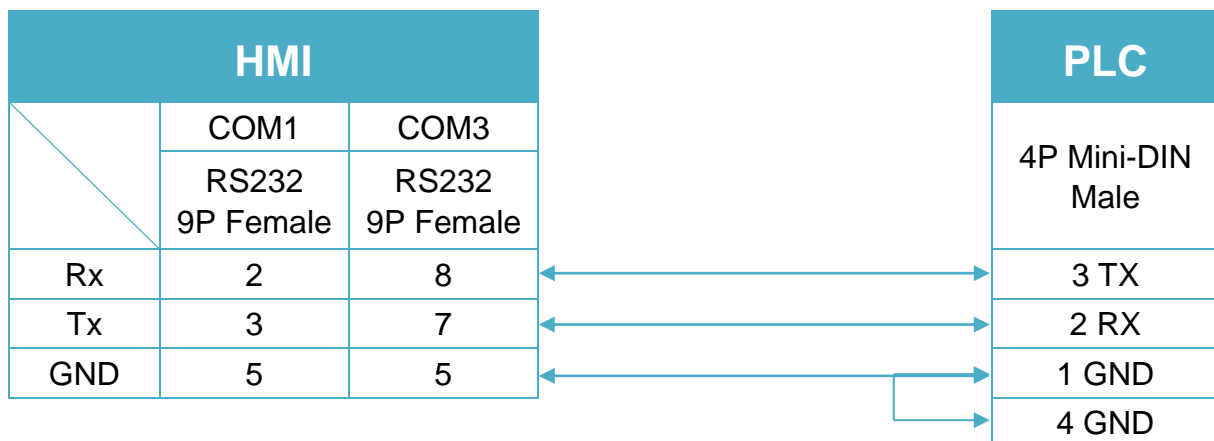 HMI PLC
COM1 COM3
4P Mini-DIN
Male
RS232 RS232
9P Female 9P Female
Rx 2 8 3 TX
Tx 3 7 2 RX
GND 5 5 1 GND
4 GND